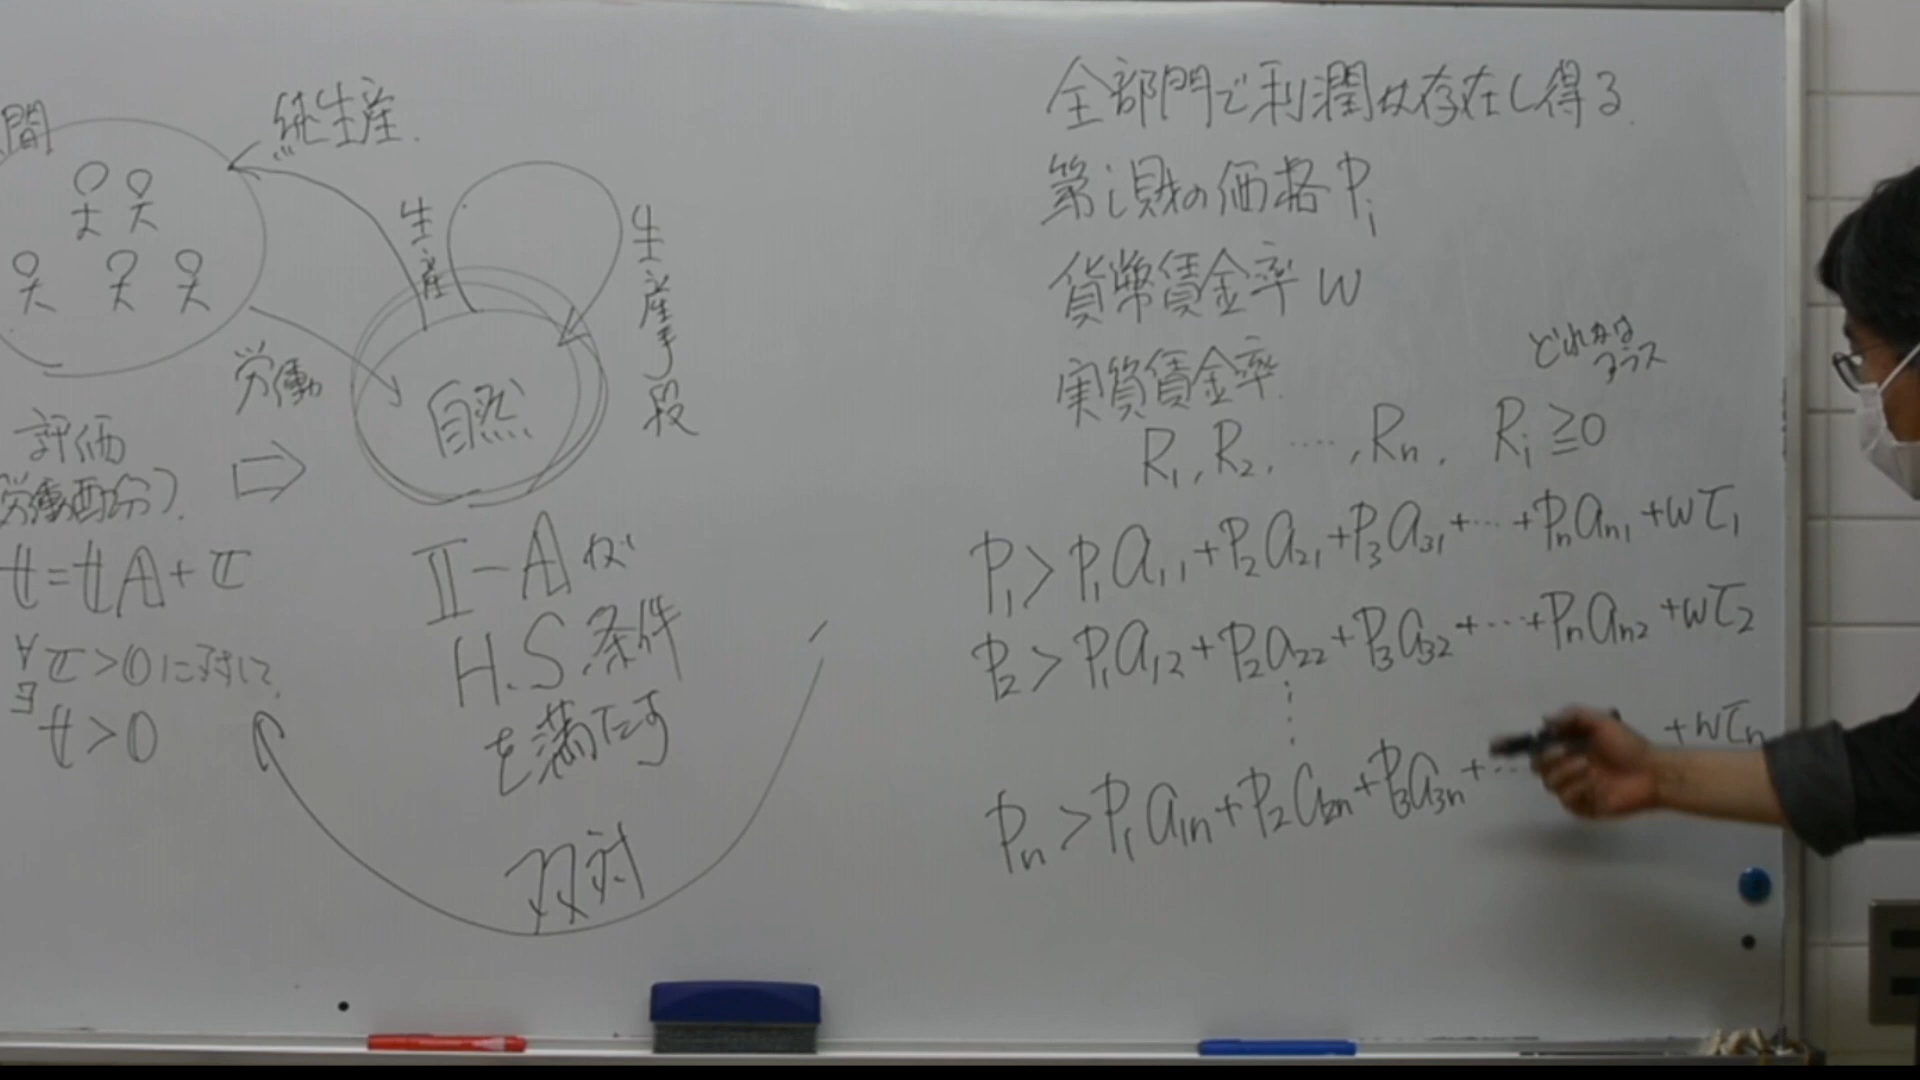 間
純生産.
生産
生産手段
労働
自然
評価
労働配分).
⇨
t=tA+τ
∀τ>0に対して,
∃t>0
I-Aが
H.S.条件
を満たす
双対
全部門で利潤が存在し得る.
第i財の価格 Pi
貨幣賃金率 w
実質賃金率.
どれかは
プラス
R1, R2, ‥‥, Rn. Ri≧0
P1>P1a11+P2a21+P3a31+…+Pnan1+wτ1
P2>P1a12+P2a22+P3a32+…+Pnan2+wτ2
⋮
Pn>P1a1n+P2a2n+P3a3n+… +wτn